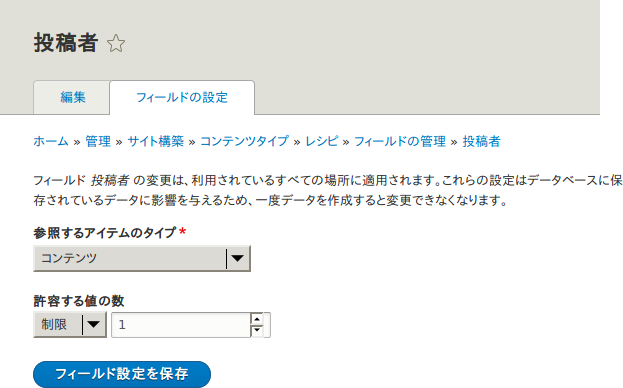 投稿者
編集 フィールドの設定
ホーム » 管理 » サイト構築 » コンテンツタイプ » レシピ » フィールドの管理 » 投稿者
フィールド 投稿者 の変更は、利用されているすべての場所に適用されます。これらの設定はデータベースに保
存されているデータに影響を与えるため、一度データを作成すると変更できなくなります。
参照するアイテムのタイプ*
コンテンツ
許容する値の数
制限 1
フィールド設定を保存